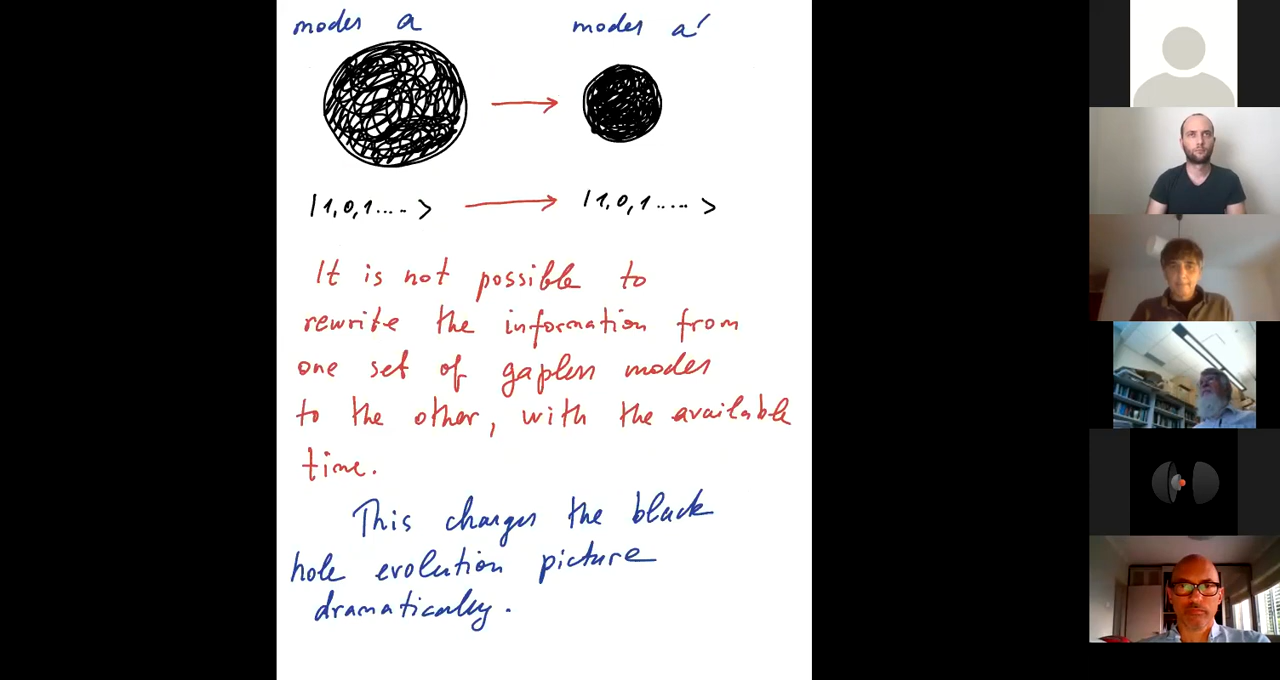 modes a modes a'
|1,0,1.... > |1,0,1..... >
It is not possible to
rewrite the information from
one set of gapless modes
to the other, with the available
time.
This changes the black
hole evolution picture
dramatically.